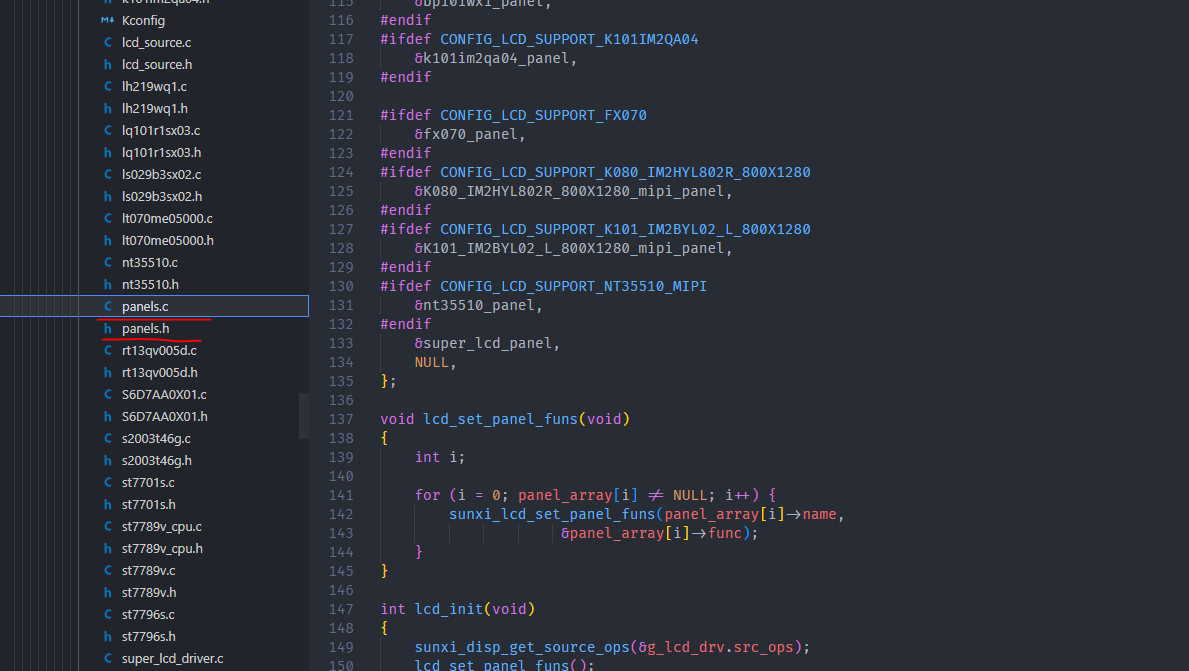 k101im2qa04.h
Kconfig
lcd_source.c
lcd_source.h
lh219wq1.c
lh219wq1.h
lq101r1sx03.c
lq101r1sx03.h
ls029b3sx02.c
ls029b3sx02.h
lt070me05000.c
lt070me05000.h
nt35510.c
nt35510.h
panels.c
panels.h
rt13qv005d.c
rt13qv005d.h
S6D7AA0X01.c
S6D7AA0X01.h
s2003t46g.c
s2003t46g.h
st7701s.c
st7701s.h
st7789v_cpu.c
st7789v_cpu.h
st7789v.c
st7789v.h
st7796s.c
st7796s.h
super_lcd_driver.c
115 &bp101wx1_panel,
116 #endif
117 #ifdef CONFIG_LCD_SUPPORT_K101IM2QA04
118 &k101im2qa04_panel,
119 #endif
120
121 #ifdef CONFIG_LCD_SUPPORT_FX070
122 &fx070_panel,
123 #endif
124 #ifdef CONFIG_LCD_SUPPORT_K080_IM2HYL802R_800X1280
125 &K080_IM2HYL802R_800X1280_mipi_panel,
126 #endif
127 #ifdef CONFIG_LCD_SUPPORT_K101_IM2BYL02_L_800X1280
128 &K101_IM2BYL02_L_800X1280_mipi_panel,
129 #endif
130 #ifdef CONFIG_LCD_SUPPORT_NT35510_MIPI
131 &nt35510_panel,
132 #endif
133 &super_lcd_panel,
134 NULL,
135 };
136
137 void lcd_set_panel_funs(void)
138 {
139 int i;
140
141 for (i = 0; panel_array[i] != NULL; i++) {
142 sunxi_lcd_set_panel_funs(panel_array[i]->name,
143 &panel_array[i]->func);
144 }
145 }
146
147 int lcd_init(void)
148 {
149 sunxi_disp_get_source_ops(&g_lcd_drv.src_ops);
150 lcd_set_panel_funs();